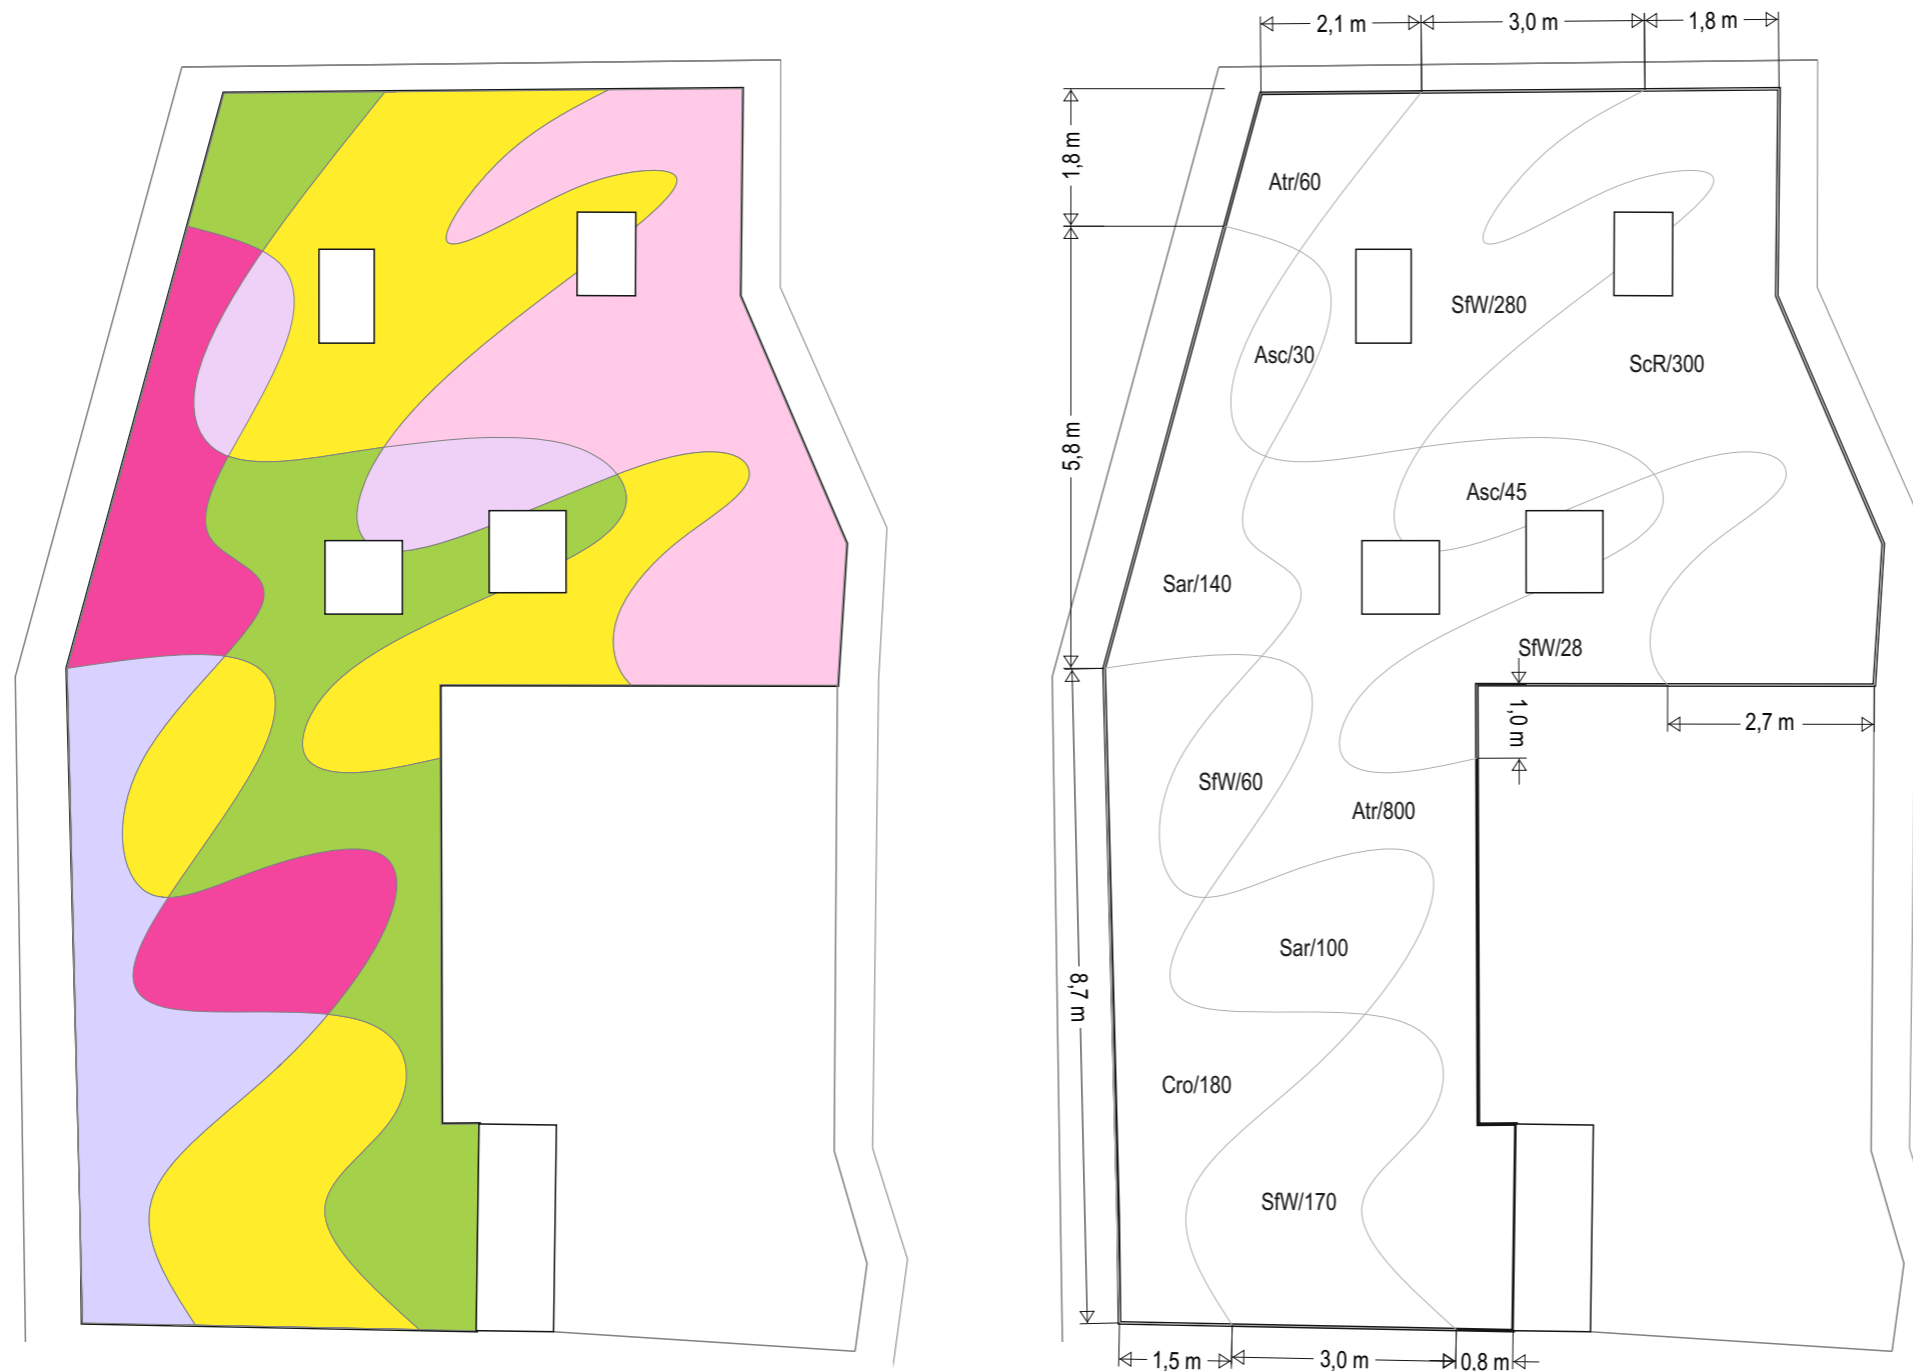 2,1 m
3,0 m
1,8 m
1,8 m
Atr/60
SfW/280
Asc/30
ScR/300
5,8 m
Asc/45
Sar/140
SfW/28
1,0 m
2,7 m
SfW/60
Atr/800
Sar/100
8,7 m
Cro/180
SfW/170
1,5 m
3,0 m
0,8 m